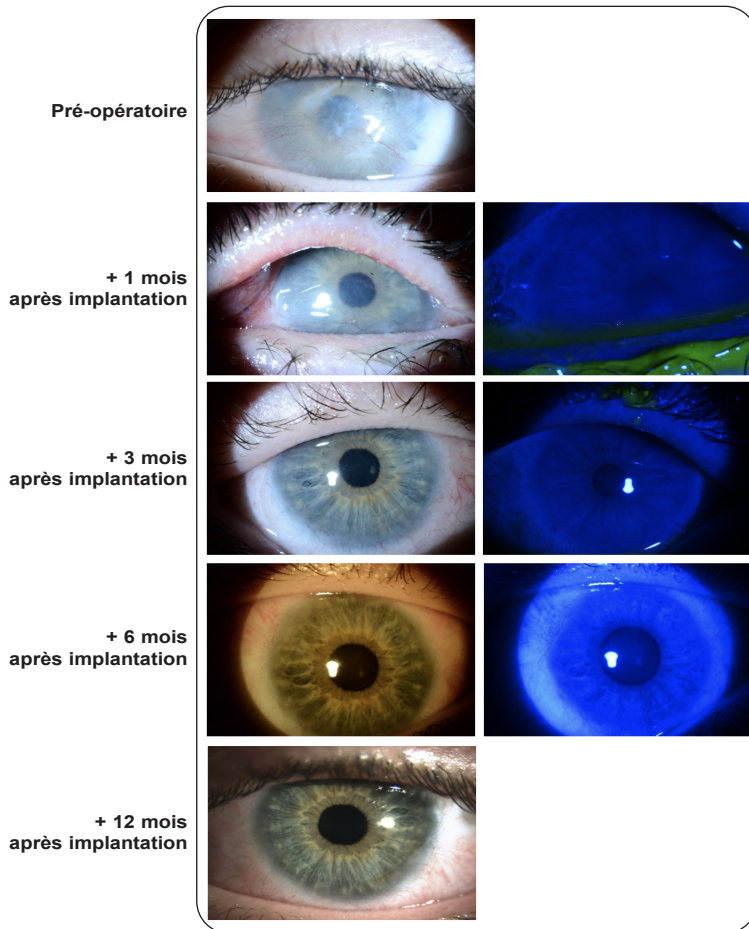 Pré-opératoire
+ 1 mois
après implantation
+ 3 mois
après implantation
+ 6 mois
après implantation
+ 12 mois
après implantation